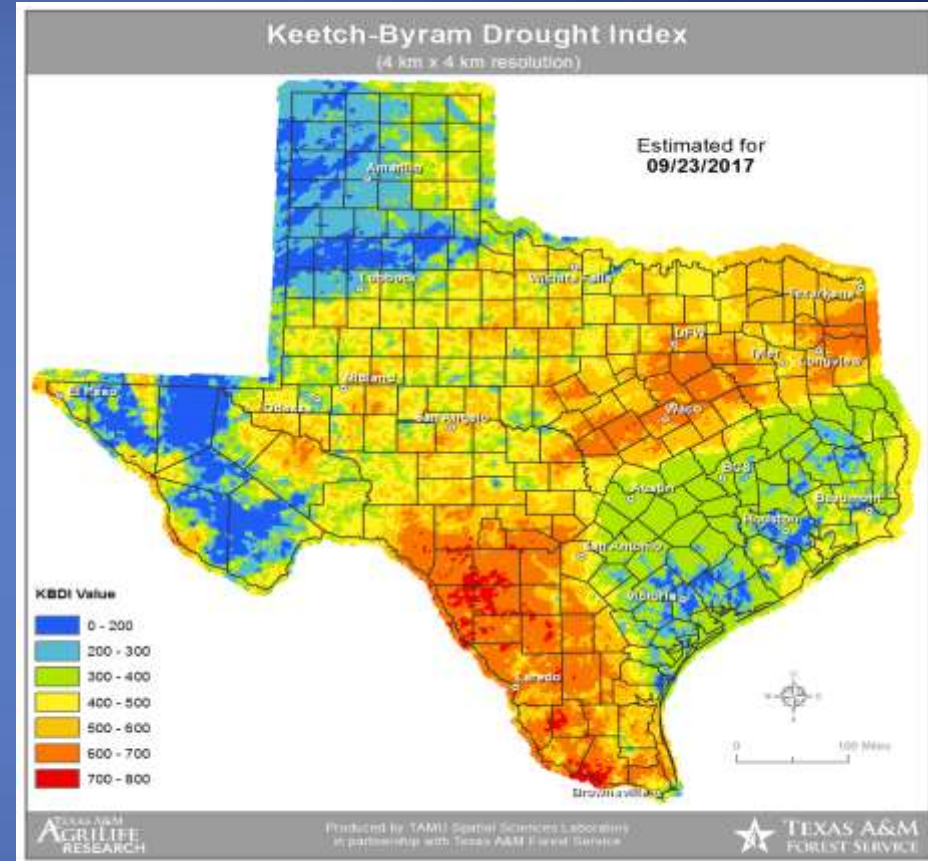 Keetch-Byram Drought Index
(4 km x 4 km resolution)
Estimated for
09/23/2017
Amarillo
Lubbock
Wichita Falls
Texarkana
DFW
Tyler
Longview
El Paso
Midland
Odessa
San Angelo
Waco
BCS
Austin
Beaumont
Houston
San Antonio
Victoria
Laredo
Brownsville
KBDI Value
0 - 200
200 - 300
300 - 400
400 - 500
500 - 600
600 - 700
700 - 800
0 100 Miles
TEXAS A&M
AGRILIFE
RESEARCH
Produced by TAMU Spatial Sciences Laboratory
in partnership with Texas A&M Forest Service
TEXAS A&M
FOREST SERVICE